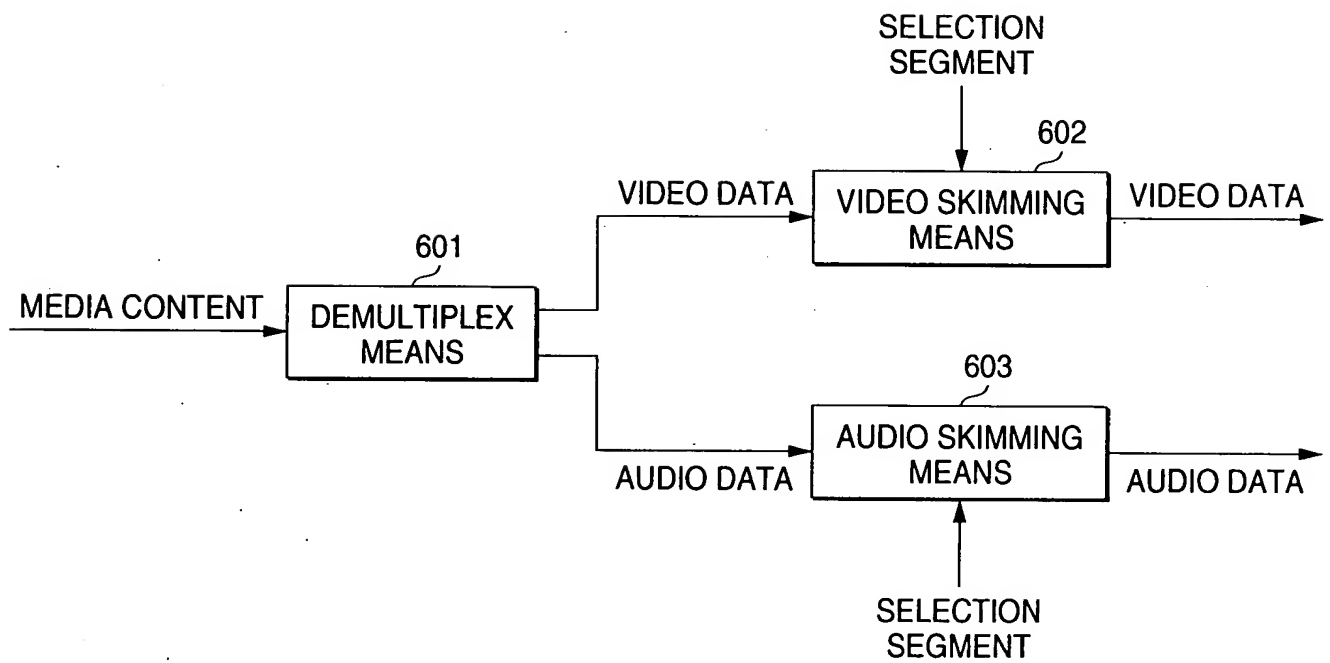 SELECTION
SEGMENT
602
VIDEO DATA
VIDEO SKIMMING
MEANS
VIDEO DATA
601
MEDIA CONTENT
DEMULTIPLEX
MEANS
603
AUDIO DATA
AUDIO SKIMMING
MEANS
AUDIO DATA
SELECTION
SEGMENT